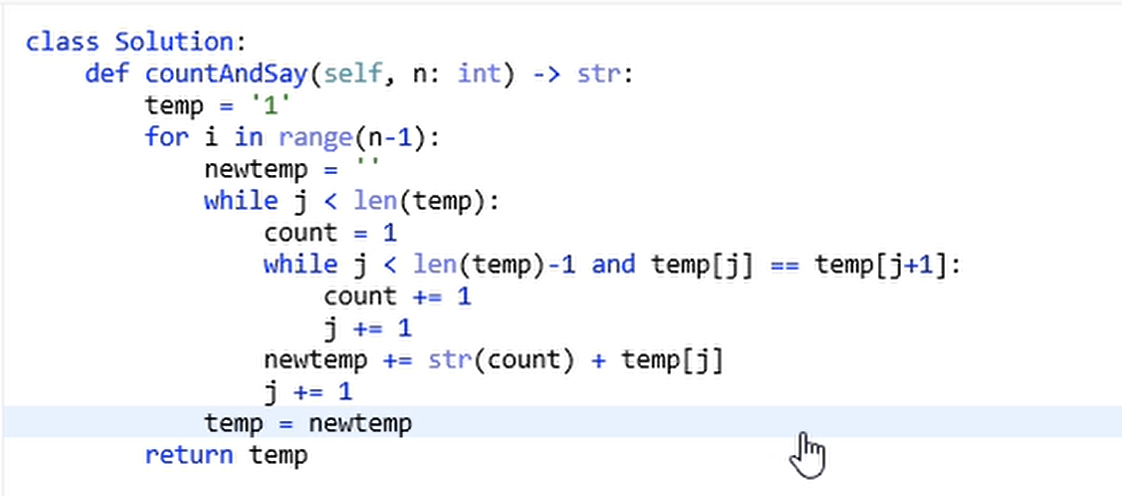 class Solution:
    def countAndSay(self, n: int) -> str:
        temp = '1'
        for i in range(n-1):
            newtemp = ''
            while j < len(temp):
                count = 1
                while j < len(temp)-1 and temp[j] == temp[j+1]:
                    count += 1
                    j += 1
                newtemp += str(count) + temp[j]
                j += 1
            temp = newtemp
        return temp